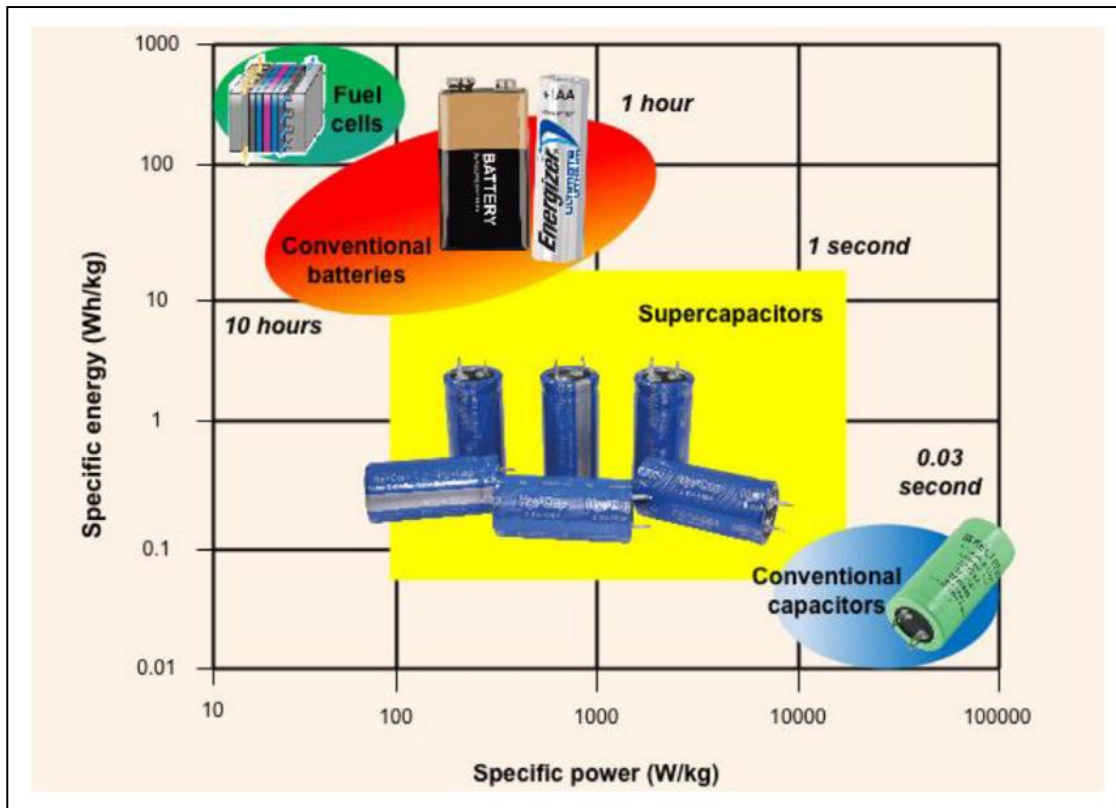 1000
100
10
1
0.1
0.01
Specific energy (Wh/kg)
Fuel
cells
BATTERY
+ AA
Energizer
1 hour
Conventional
batteries
1 second
10 hours
Supercapacitors
0.03
second
Conventional
capacitors
10
100
1000
10000
100000
Specific power (W/kg)